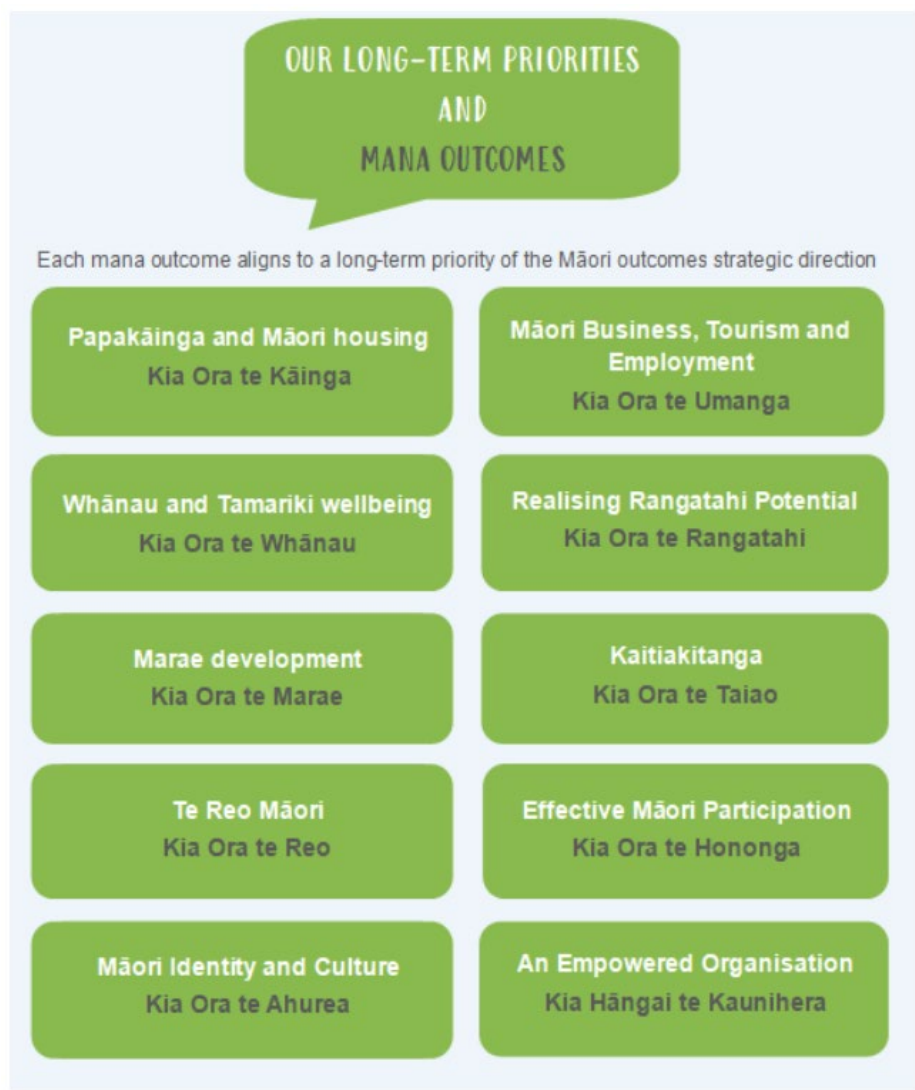 OUR LONG-TERM PRIORITIES
AND
MANA OUTCOMES
Each mana outcome aligns to a long-term priority of the Māori outcomes strategic direction
Papakāinga and Māori housing
Kia Ora te Kāinga
Māori Business, Tourism and
Employment
Kia Ora te Umanga
Whānau and Tamariki wellbeing
Kia Ora te Whānau
Realising Rangatahi Potential
Kia Ora te Rangatahi
Marae development
Kia Ora te Marae
Kaitiakitanga
Kia Ora te Taiao
Te Reo Māori
Kia Ora te Reo
Effective Māori Participation
Kia Ora te Hononga
Māori Identity and Culture
Kia Ora te Ahurea
An Empowered Organisation
Kia Hāngai te Kaunihera